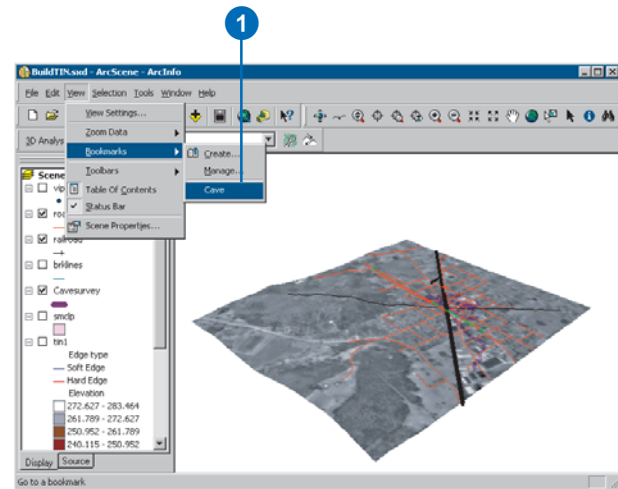 1
BuildTIN.sxd - ArcScene - ArcInfo
File Edit View Selection Tools Window Help
View Settings...
Zoom Data
3D Analys
Bookmarks
Create...
Manage...
Cave
Toolbars
Table Of Contents
Status Bar
Scene Properties...
Scene
vip
roa
railroad
brklines
Cavesurvey
smclp
tin1
Edge type
Soft Edge
Hard Edge
Elevation
272.627 - 283.464
261.789 - 272.627
250.952 - 261.789
240.115 - 250.952
Display Source
Go to a bookmark